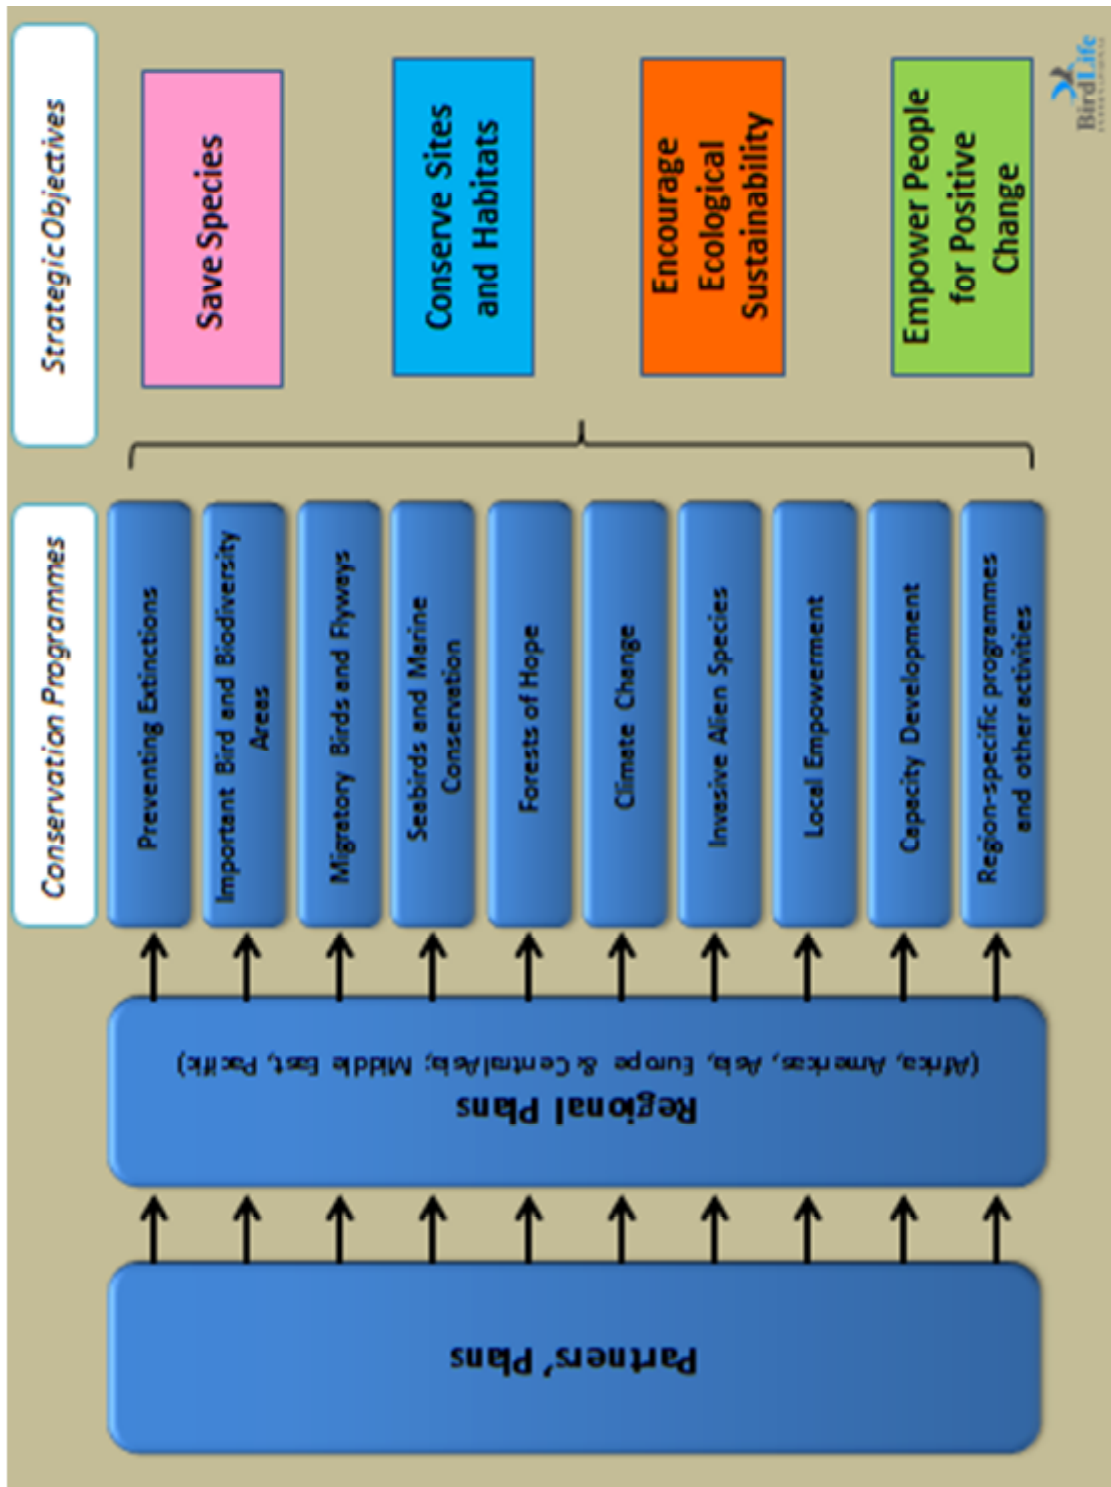 Conservation Programmes
Strategic Objectives
Partners' Plans
Regional Plans
(Africa, Americas, Asia, Europe & Central Asia; Middle East, Pacific)
Preventing Extinctions
Important Bird and Biodiversity
Areas
Migratory Birds and Flyways
Seabirds and Marine
Conservation
Forests of Hope
Climate Change
Invasive Alien Species
Local Empowerment
Capacity Development
Region-specific programmes
and other activities
Save Species
Conserve Sites
and Habitats
Encourage
Ecological
Sustainability
Empower People
for Positive
Change
BirdLife